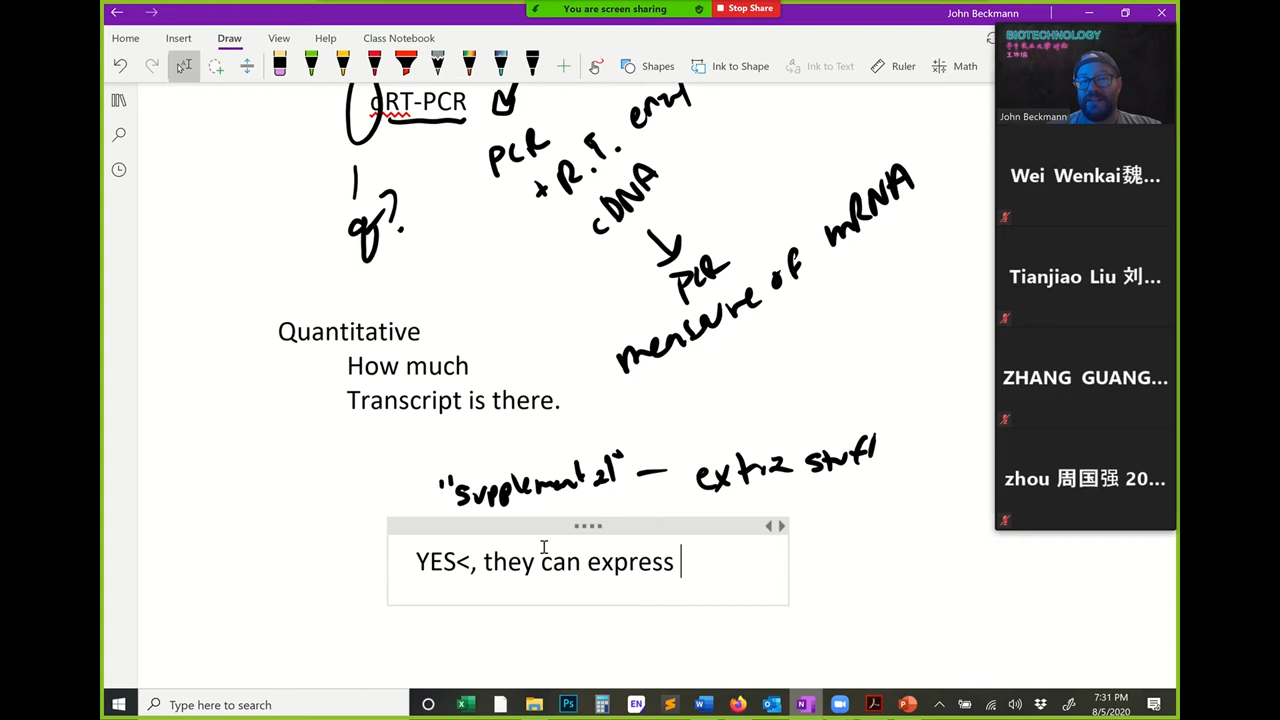 You are screen sharing
Stop Share
John Beckmann
Home
Insert
Draw
View
Help
Class Notebook
Shapes
Ink to Shape
Ink to Text
Ruler
Math
BIOTECHNOLOGY
John Beckmann
Wei Wenkai魏...
Tianjiao Liu 刘...
ZHANG GUANG...
zhou 周国强 20...
qRT-PCR
PCR
+ R.T. enz
cDNA
PCR
measure of mRNA
q?
Quantitative
How much
Transcript is there.
"supplemental" — extra stuff
YES<, they can express
Type here to search
EN
7:31 PM
8/5/2020